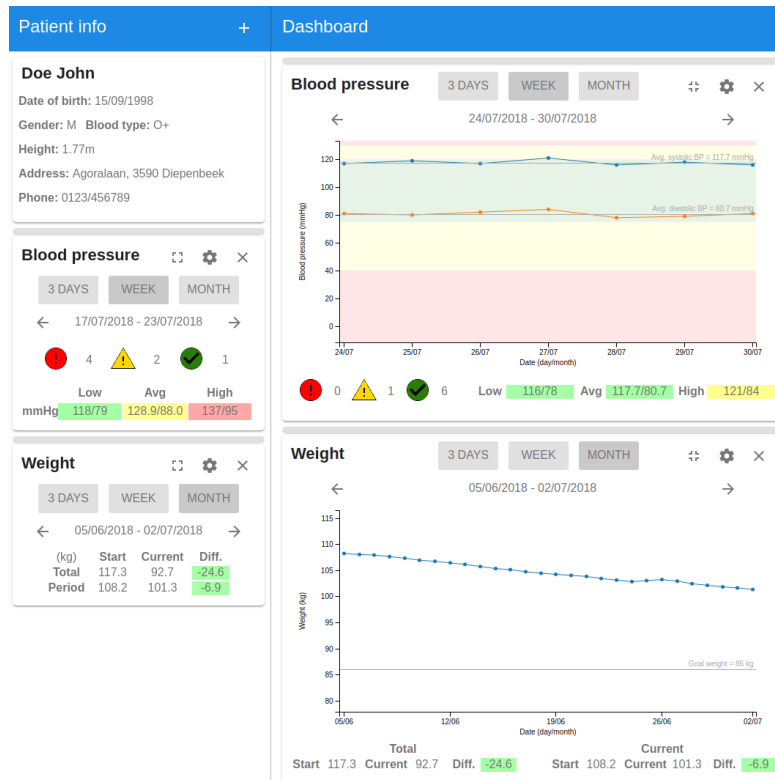 Patient info +
Doe John
Date of birth: 15/09/1998
Gender: M Blood type: O+
Height: 1.77m
Address: Agoralaan, 3590 Diepenbeek
Phone: 0123/456789
Blood pressure
3 DAYS WEEK MONTH
17/07/2018 - 23/07/2018
4 2 1
Low Avg High
mmHg 118/79 128.9/88.0 137/95
Weight
3 DAYS WEEK MONTH
05/06/2018 - 02/07/2018
(kg) Start Current Diff.
Total 117.3 92.7 -24.6
Period 108.2 101.3 -6.9
Dashboard
Blood pressure 3 DAYS WEEK MONTH
24/07/2018 - 30/07/2018
Avg. systolic BP = 117.7 mmHg
Avg. diastolic BP = 80.7 mmHg
Blood pressure (mmHg)
120
100
80
60
40
20
0
24/07 25/07 26/07 27/07 28/07 29/07 30/07
Date (day/month)
0 1 6 Low 116/78 Avg 117.7/80.7 High 121/84
Weight 3 DAYS WEEK MONTH
05/06/2018 - 02/07/2018
Weight (kg)
115
110
105
100
95
90
85
80
Goal weight = 86 kg
05/06 12/06 19/06 26/06 02/07
Date (day/month)
Total Current
Start 117.3 Current 92.7 Diff. -24.6 Start 108.2 Current 101.3 Diff. -6.9